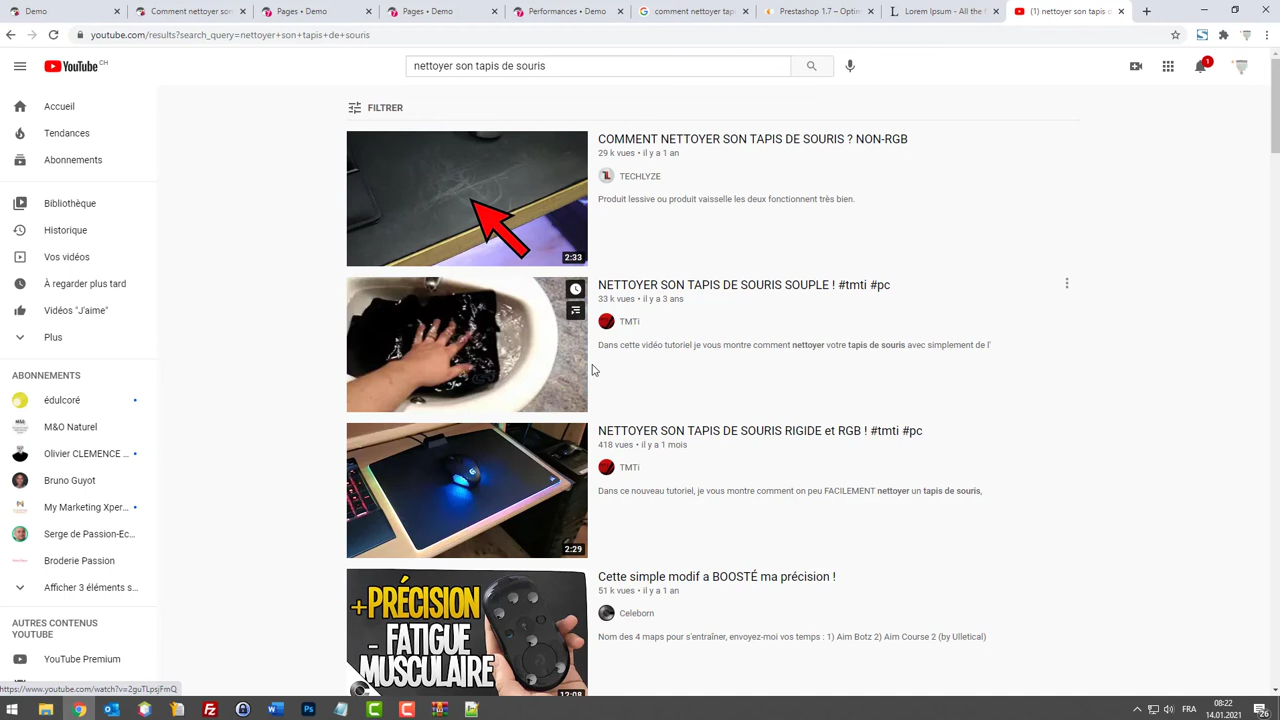 Pages • Demo
Comment nettoyer son
Pages • Demo
Pages • Demo
Performances • Demo
comment nettoyer tap
Prestashop 1.7 – Optim
Lorem Ipsum - All the f
(1) nettoyer son tapis d
youtube.com/results?search_query=nettoyer+son+tapis+de+souris
YouTube CH
nettoyer son tapis de souris
1
Accueil
Tendances
Abonnements
Bibliothèque
Historique
Vos vidéos
À regarder plus tard
Vidéos "J'aime"
Plus
ABONNEMENTS
édulcoré
M&O Naturel
Olivier CLEMENCE ...
Bruno Guyot
My Marketing Xper...
Serge de Passion-Ec...
Broderie Passion
Afficher 3 éléments s...
AUTRES CONTENUS
YOUTUBE
YouTube Premium
https://www.youtube.com/watch?v=2guTLpsjFmQ
FILTRER
COMMENT NETTOYER SON TAPIS DE SOURIS ? NON-RGB
29 k vues • il y a 1 an
TECHLYZE
Produit lessive ou produit vaisselle les deux fonctionnent très bien.
2:33
NETTOYER SON TAPIS DE SOURIS SOUPLE ! #tmti #pc
33 k vues • il y a 3 ans
TMTi
Dans cette vidéo tutoriel je vous montre comment nettoyer votre tapis de souris avec simplement de l'
NETTOYER SON TAPIS DE SOURIS RIGIDE et RGB ! #tmti #pc
418 vues • il y a 1 mois
TMTi
Dans ce nouveau tutoriel, je vous montre comment on peu FACILEMENT nettoyer un tapis de souris,
2:29
Cette simple modif a BOOSTÉ ma précision !
51 k vues • il y a 1 an
Celeborn
Nom des 4 maps pour s'entraîner, envoyez-moi vos temps : 1) Aim Botz 2) Aim Course 2 (by Ulletical)
+PRÉCISION
- FATIGUE
MUSCULAIRE
12:08
FRA
08:22
14.01.2021
26